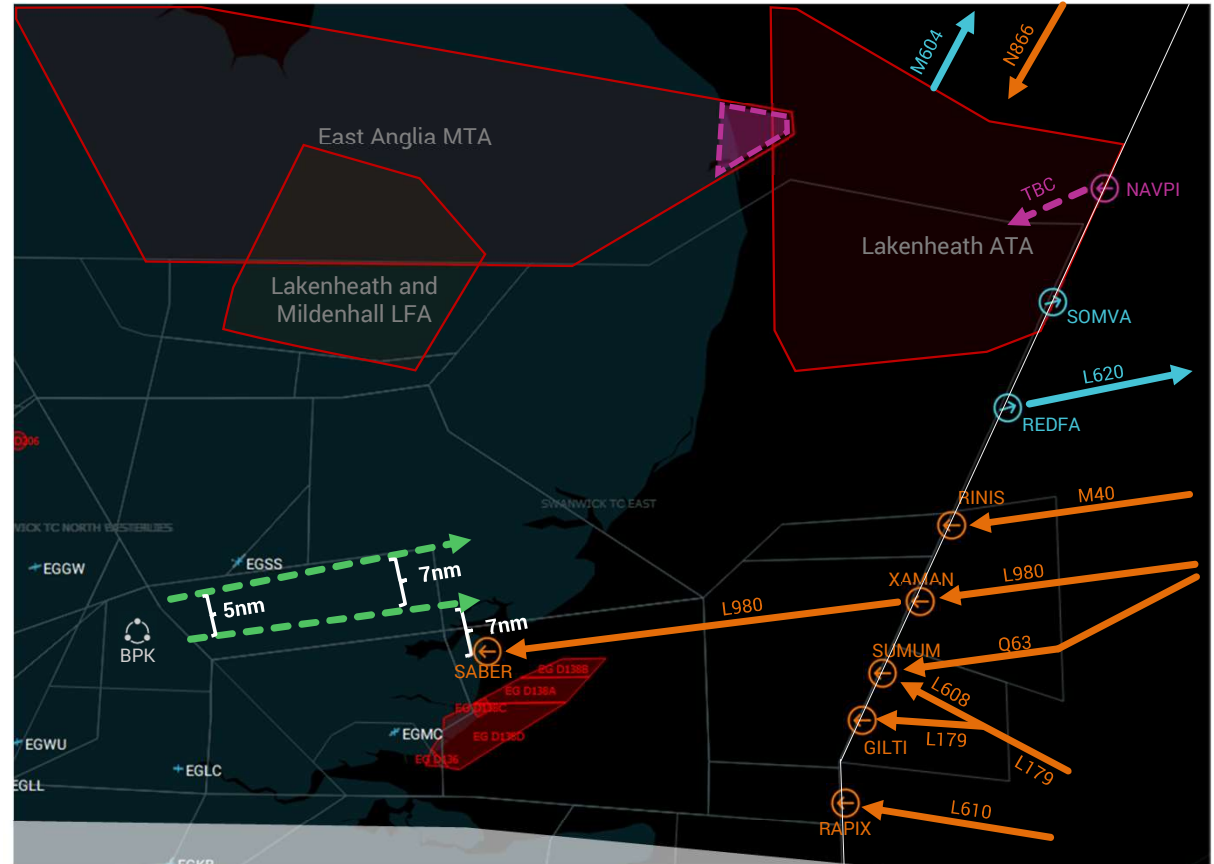 M604
N866
East Anglia MTA
TBC
NAVPI
Lakenheath ATA
Lakenheath and
Mildenhall LFA
SOMVA
L620
REDFA
D206
RINIS
M40
SWANWICK TC EAST
WICK TC NORTH EASTERLIES
EGGW
EGSS
7nm
5nm
XAMAN
L980
L980
7nm
BPK
SABER
SUMUM
Q63
EG D138B
EG D138A
EG D138C
L608
EGMC
EG D138D
GILTI
L179
EGWU
EG D136
L179
EGLC
EGLL
RAPIX
L610
EGKB